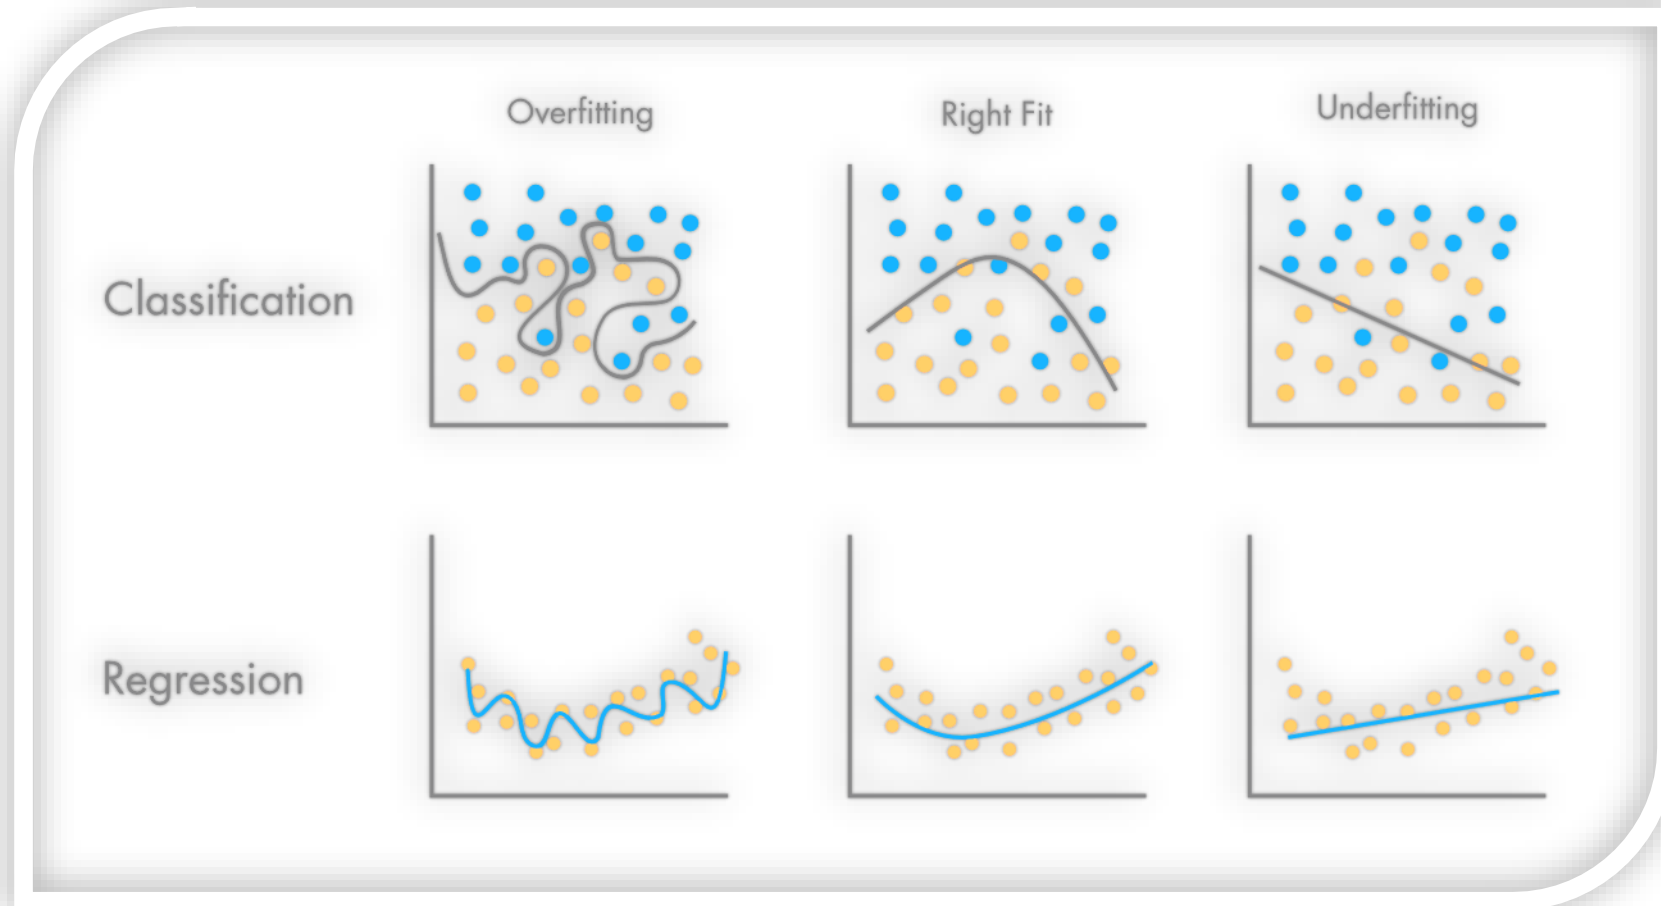 Overfitting
Right Fit
Underfitting
Classification
Regression